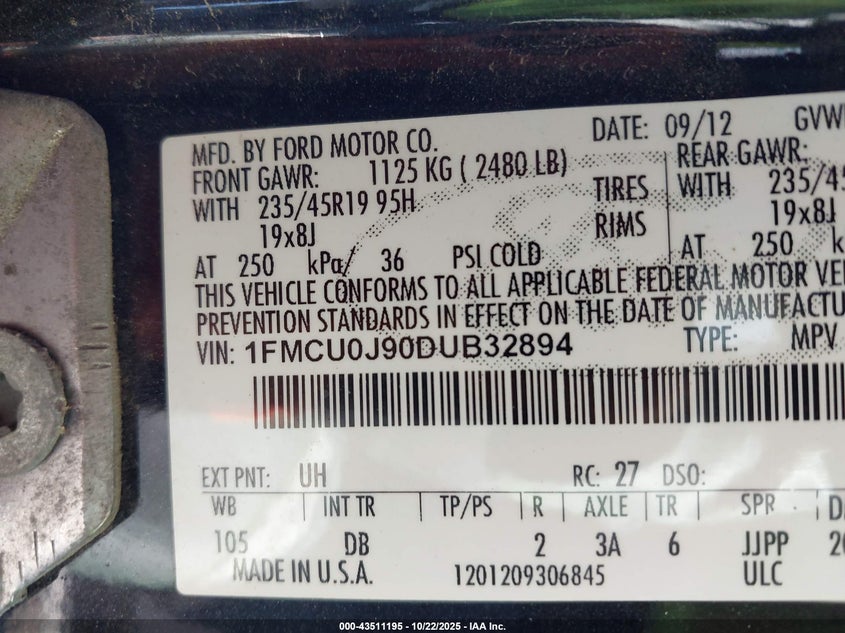 DATE: 09/12 GVW
MFD. BY FORD MOTOR CO.
FRONT GAWR: 1125 KG ( 2480 LB) REAR GAWR:
WITH 235/45R19 95H TIRES WITH 235/45
19x8J RIMS 19x8J
AT 250 kPa/ 36 PSI COLD AT 250 k
THIS VEHICLE CONFORMS TO ALL APPLICABLE FEDERAL MOTOR VE
PREVENTION STANDARDS IN EFFECT ON THE DATE OF MANUFACTU
VIN: 1FMCU0J90DUB32894 TYPE: MPV
EXT PNT: UH RC: 27 DSO:
WB INT TR TP/PS R AXLE TR SPR
105 DB 2 3A 6 JJPP 20
MADE IN U.S.A. 1201209306845 ULC
000-43511195 - 10/22/2025 - IAA Inc.